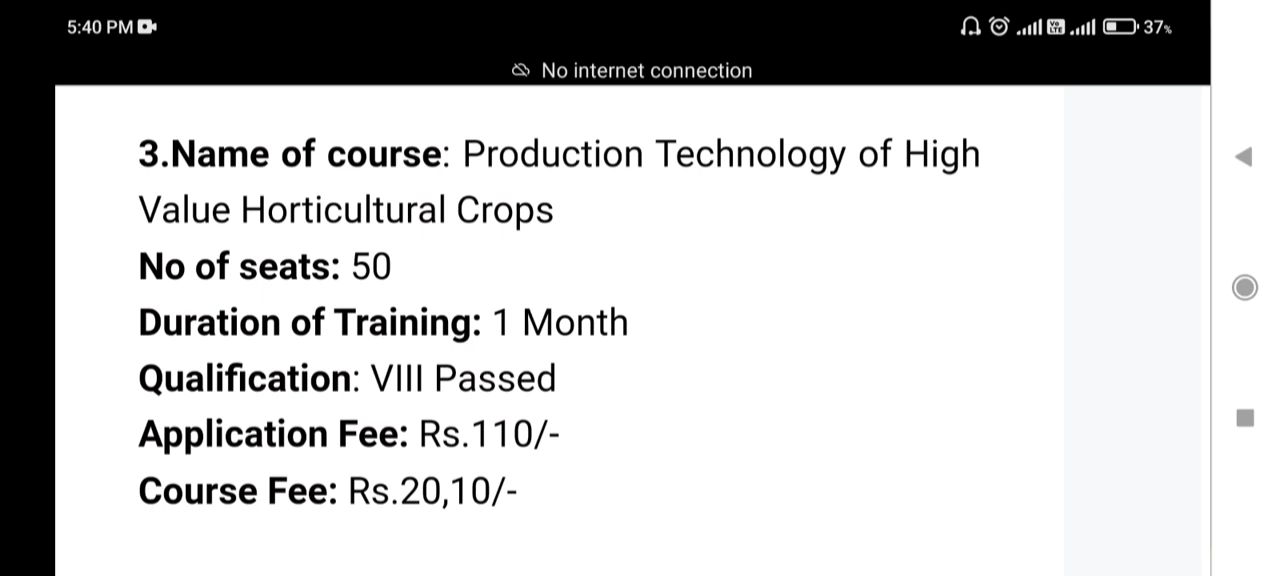 5:40 PM
Vo LTE 37%
No internet connection
3.Name of course: Production Technology of High
Value Horticultural Crops
No of seats: 50
Duration of Training: 1 Month
Qualification: VIII Passed
Application Fee: Rs.110/-
Course Fee: Rs.20,10/-